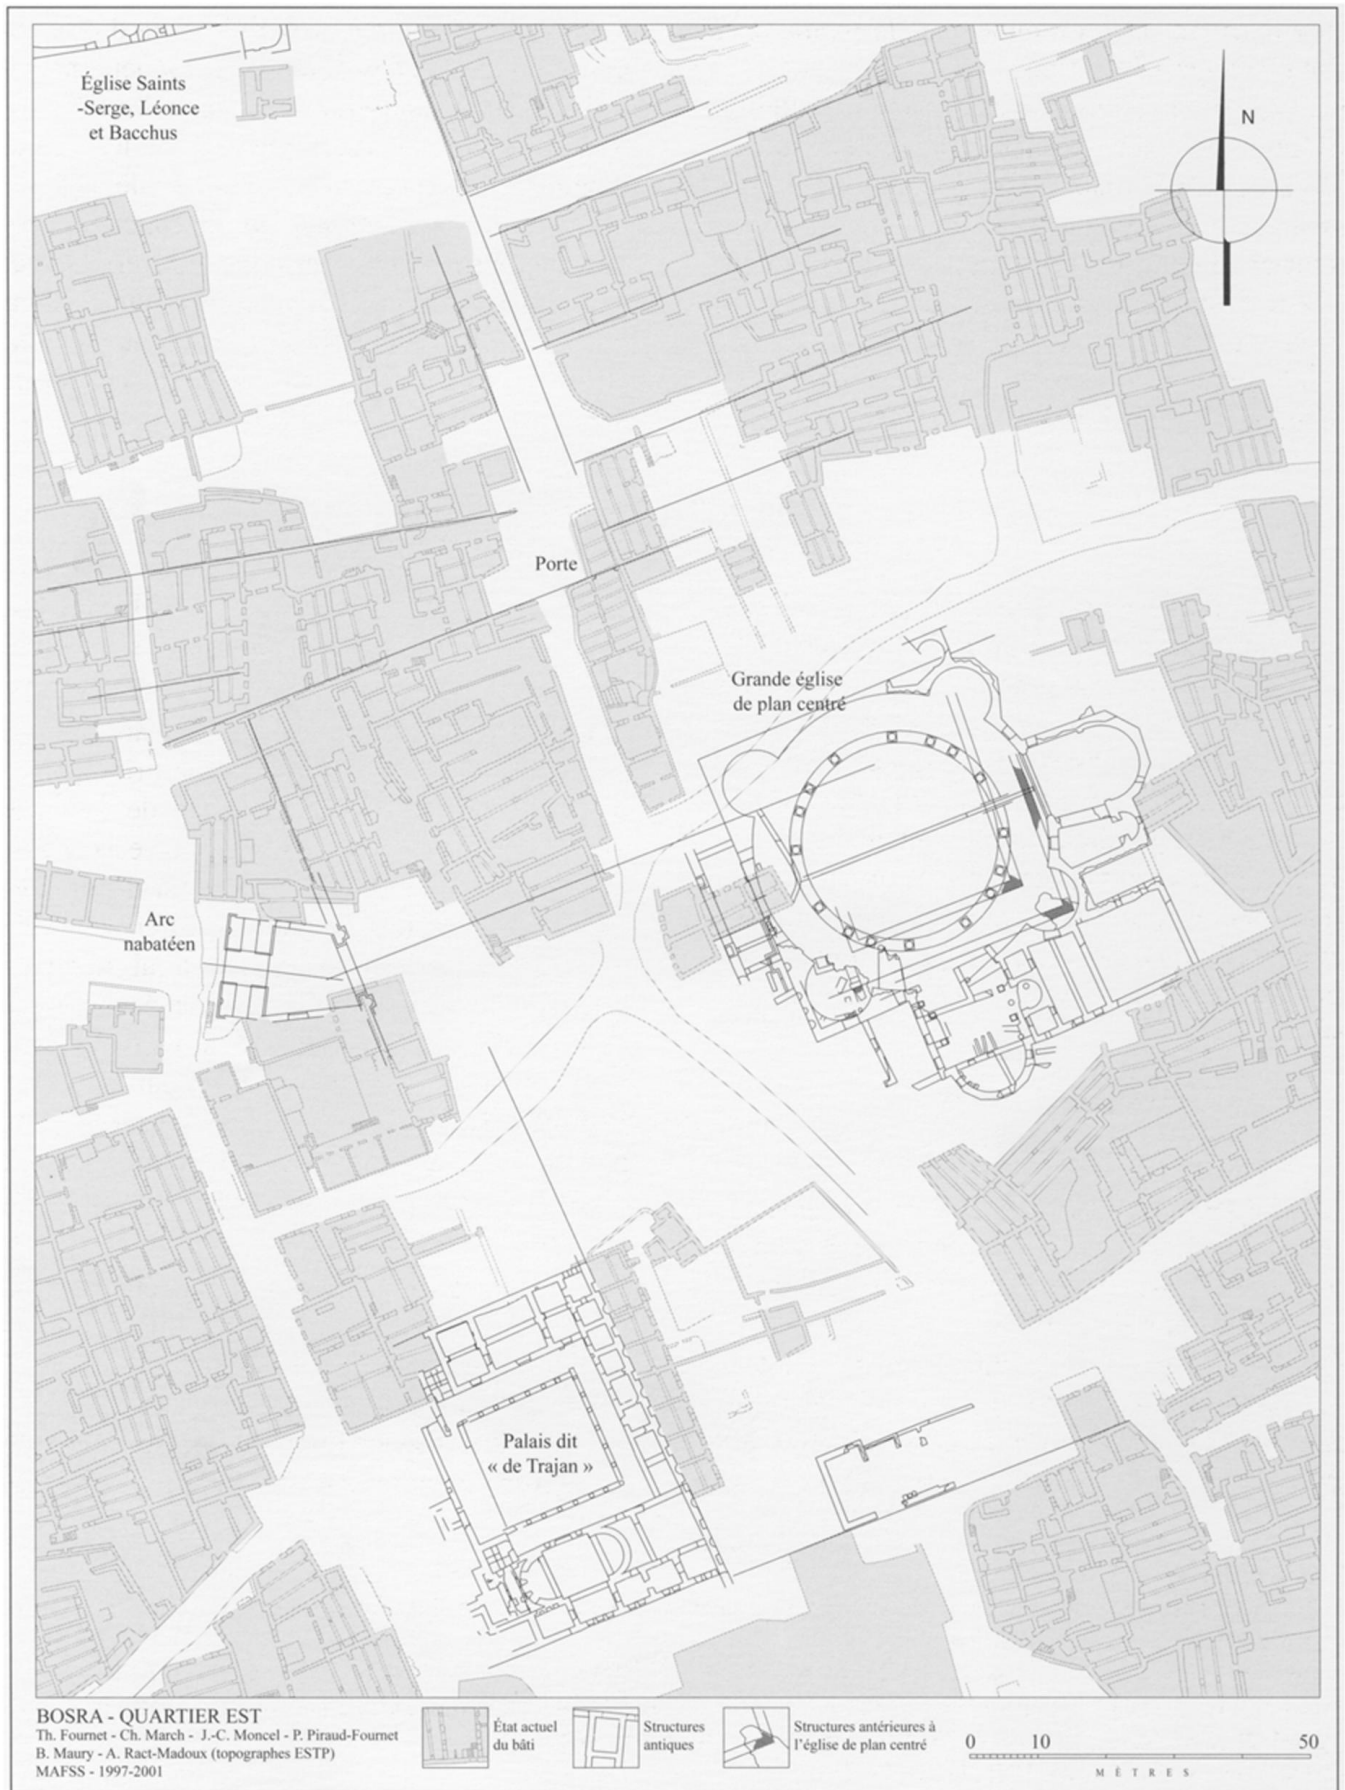 Église Saints
-Serge, Léonce
et Bacchus
N
Porte
Grande église
de plan centré
Arc
nabatéen
Palais dit
« de Trajan »
BOSRA - QUARTIER EST
Th. Fournet - Ch. March - J.-C. Moncel - P. Piraud-Fournet
B. Maury - A. Ract-Madoux (topographes ESTP)
MAFSS - 1997-2001
État actuel
du bâti
Structures
antiques
Structures antérieures à
l'église de plan centré
0 10 50
MÈTRES